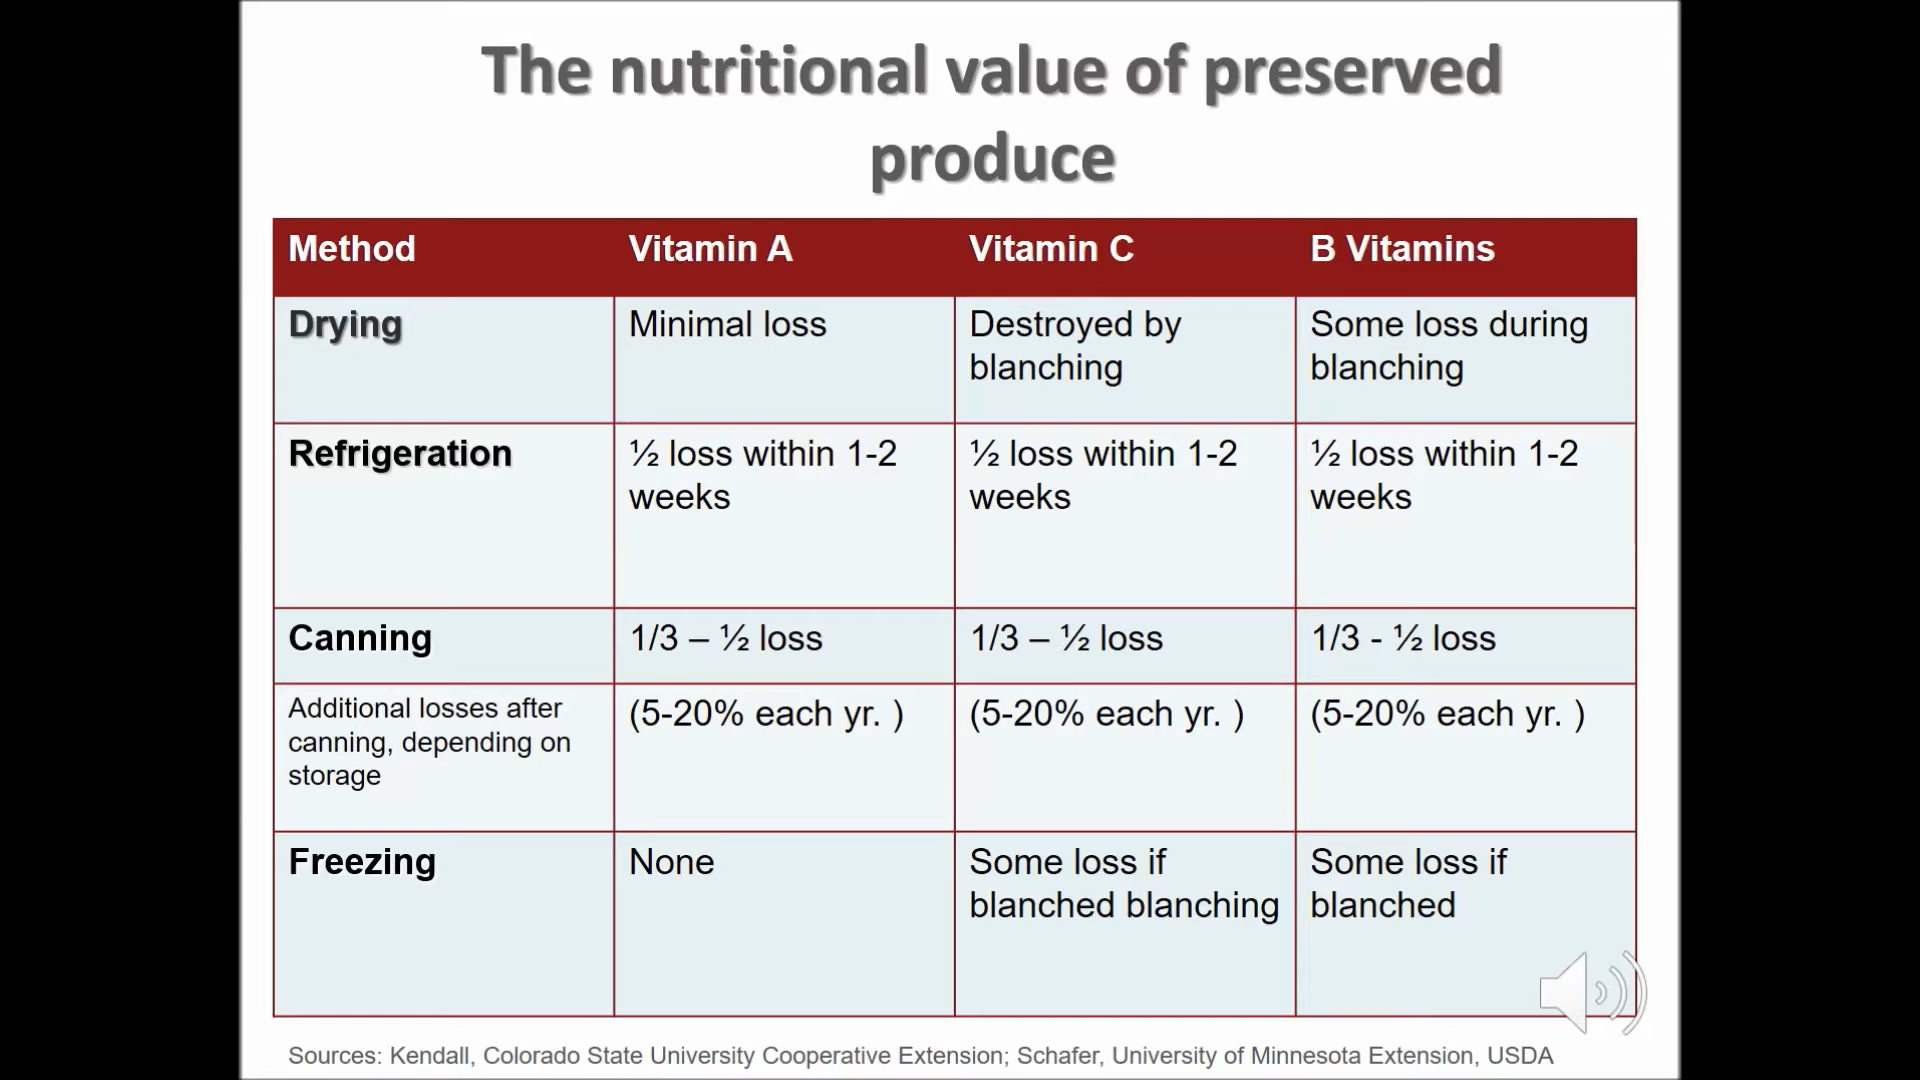 The nutritional value of preserved
produce
Method Vitamin A Vitamin C B Vitamins
Drying Minimal loss Destroyed by blanching Some loss during blanching
Refrigeration ½ loss within 1-2 weeks ½ loss within 1-2 weeks ½ loss within 1-2 weeks
Canning 1/3 – ½ loss 1/3 – ½ loss 1/3 - ½ loss
Additional losses after canning, depending on storage (5-20% each yr. ) (5-20% each yr. ) (5-20% each yr. )
Freezing None Some loss if blanched blanching Some loss if blanched
Sources: Kendall, Colorado State University Cooperative Extension; Schafer, University of Minnesota Extension, USDA